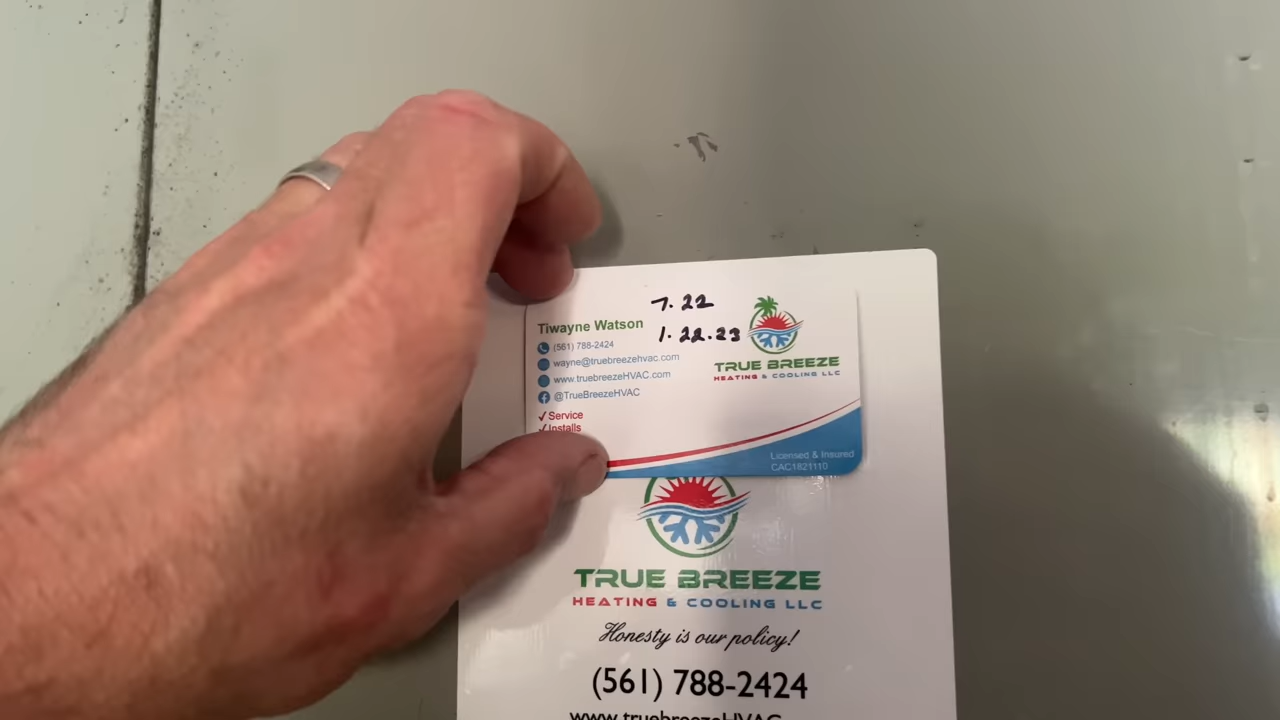 7.22
1.22.23
Tiwayne Watson
(561) 788-2424
wayne@truebreezehvac.com
www.truebreezeHVAC.com
@TrueBreezeHVAC
✓Service
✓Installs
TRUE BREEZE
HEATING & COOLING LLC
Licensed & Insured
CAC1821110
TRUE BREEZE
HEATING & COOLING LLC
Honesty is our policy!
(561) 788-2424
www.truebreezeHVAC